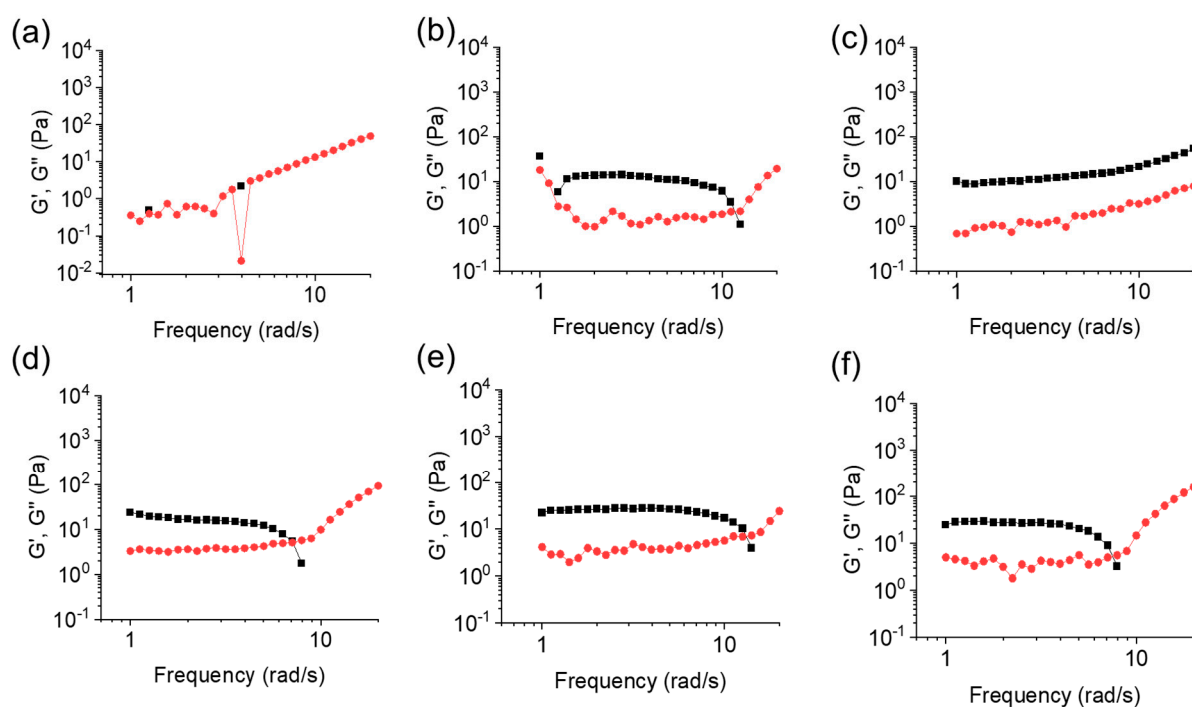 (a)
G', G" (Pa)
10⁴
10³
10²
10¹
10⁰
10⁻¹
10⁻²
1 10
Frequency (rad/s)
(b)
G', G" (Pa)
10⁴
10³
10²
10¹
10⁰
10⁻¹
1 10
Frequency (rad/s)
(c)
G', G" (Pa)
10⁴
10³
10²
10¹
10⁰
10⁻¹
1 10
Frequency (rad/s)
(d)
G', G" (Pa)
10⁴
10³
10²
10¹
10⁰
10⁻¹
1 10
Frequency (rad/s)
(e)
G', G" (Pa)
10⁴
10³
10²
10¹
10⁰
10⁻¹
1 10
Frequency (rad/s)
(f)
G', G" (Pa)
10⁴
10³
10²
10¹
10⁰
10⁻¹
1 10
Frequency (rad/s)